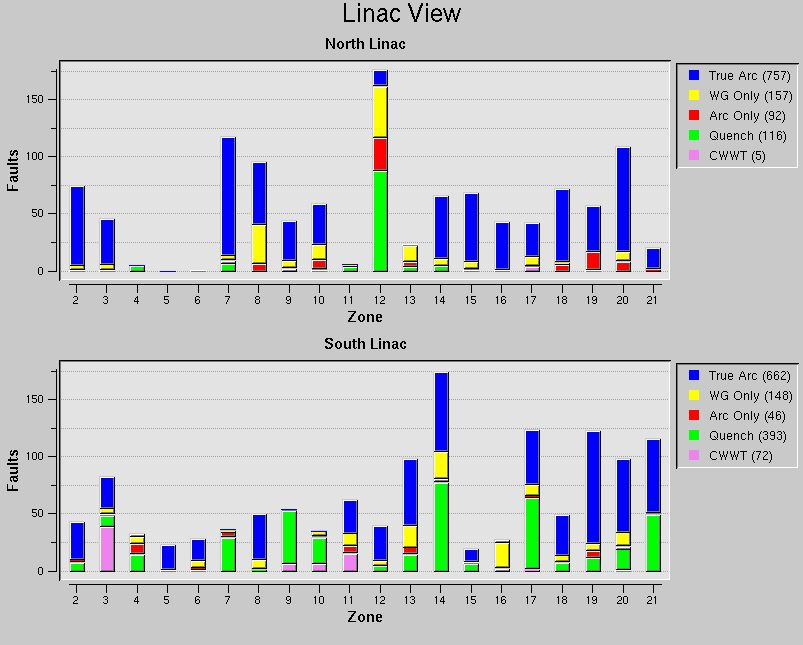 Linac View
North Linac
150
100
50
0
Faults
2 3 4 5 6 7 8 9 10 11 12 13 14 15 16 17 18 19 20 21
Zone
True Arc (757)
WG Only (157)
Arc Only (92)
Quench (116)
CWWT (5)
South Linac
150
100
50
0
Faults
2 3 4 5 6 7 8 9 10 11 12 13 14 15 16 17 18 19 20 21
Zone
True Arc (662)
WG Only (148)
Arc Only (46)
Quench (393)
CWWT (72)